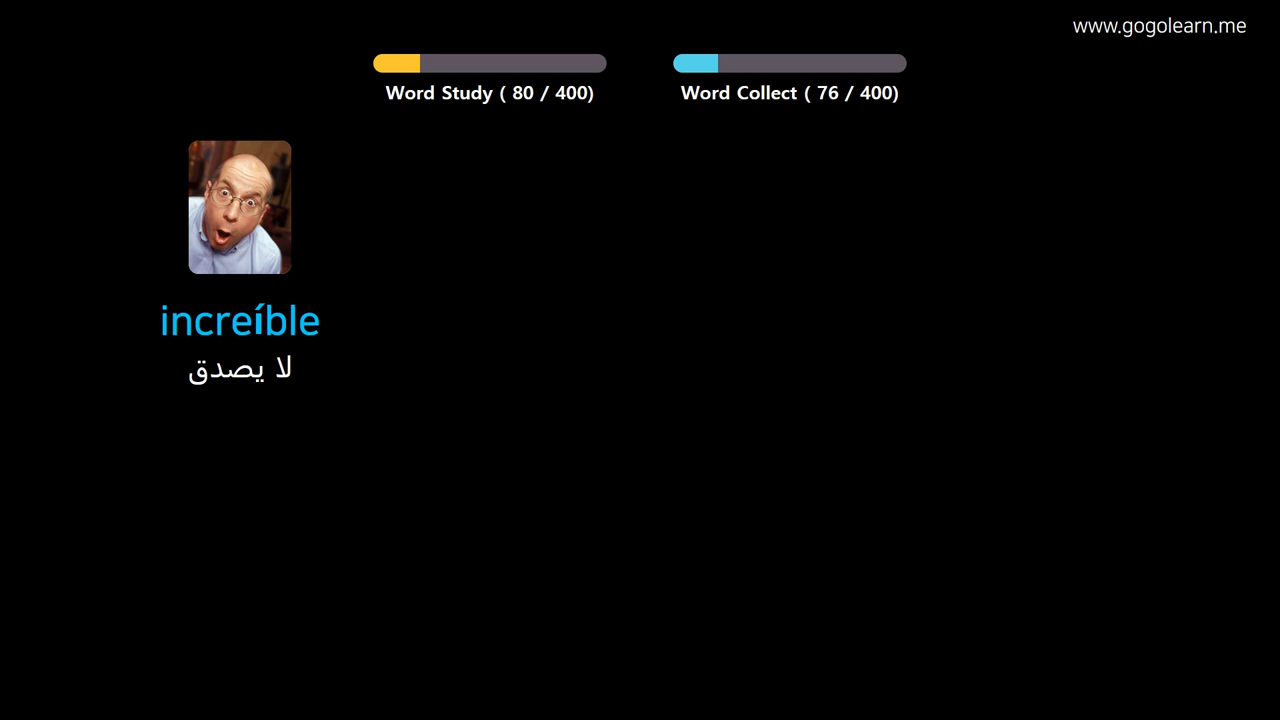 www.gogolearn.me
Word Study ( 80 / 400)
Word Collect ( 76 / 400)
increíble
لا يصدق